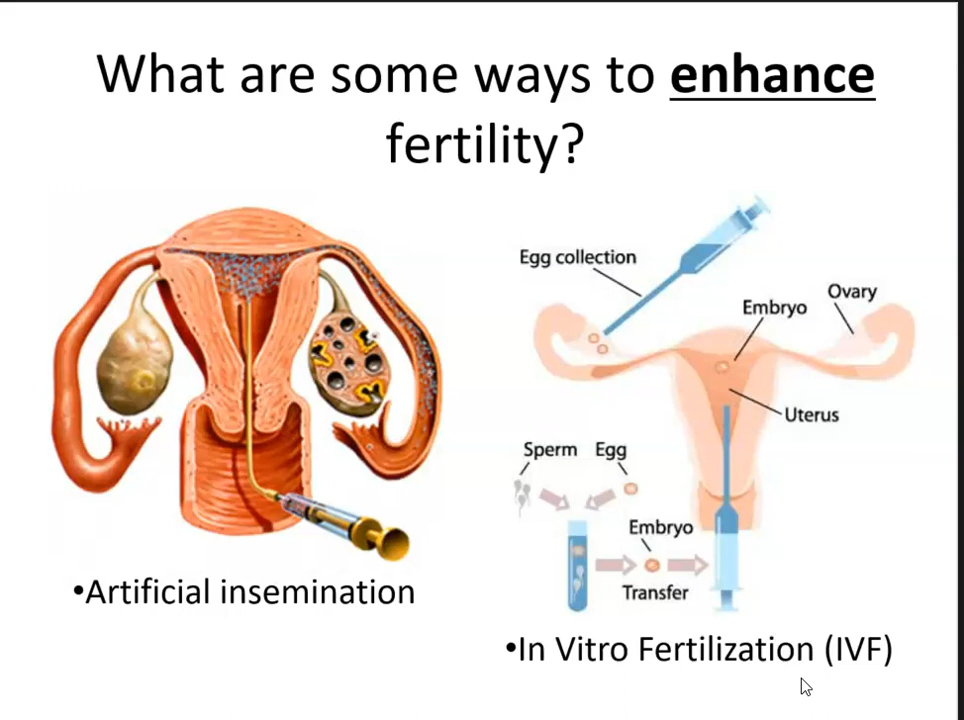 What are some ways to enhance
fertility?
Egg collection
Embryo
Ovary
Uterus
Sperm Egg
Embryo
Transfer
•Artificial insemination
•In Vitro Fertilization (IVF)